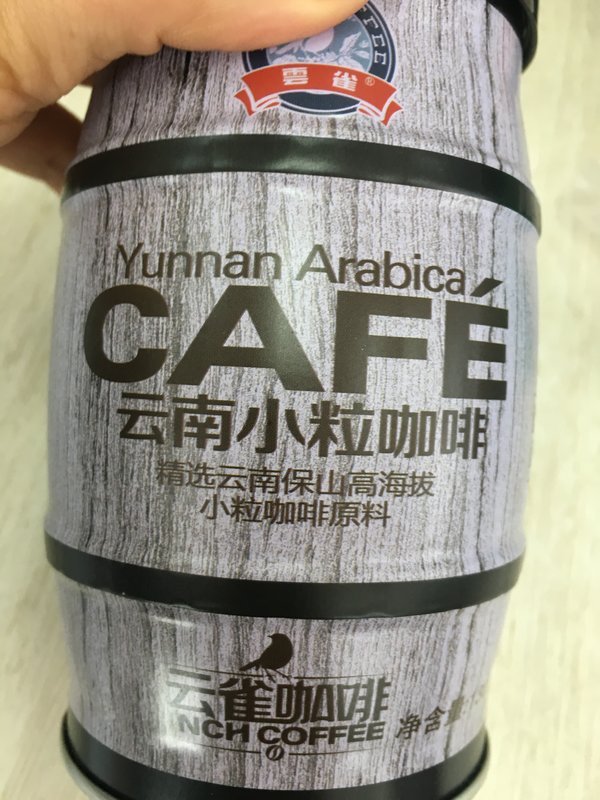 雲雀®
Yunnan Arabica
CAFÉ
云南小粒咖啡
精选云南保山高海拔
小粒咖啡原料
云雀咖啡
INCH COFFEE
净含量: